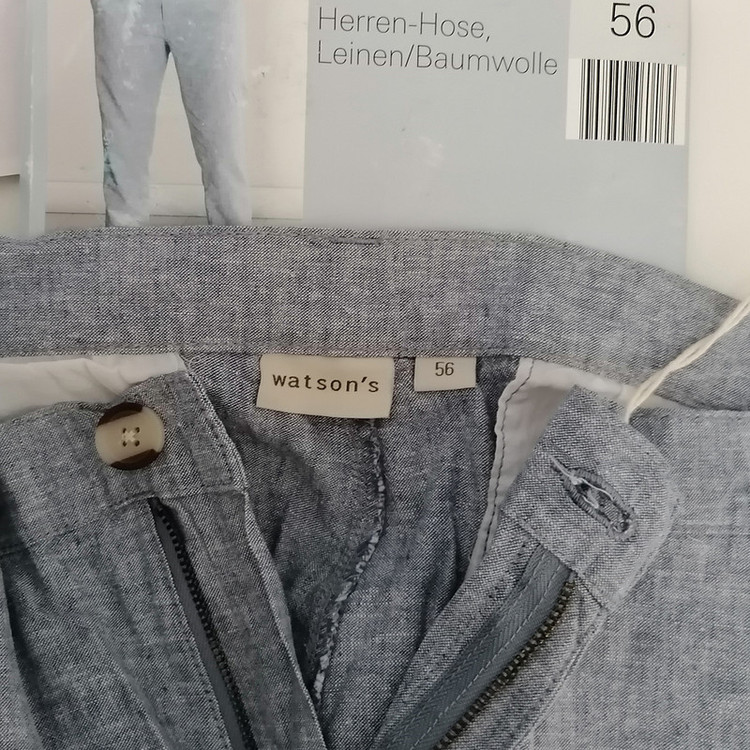 Herren-Hose,
Leinen/Baumwolle
56
watson's
56